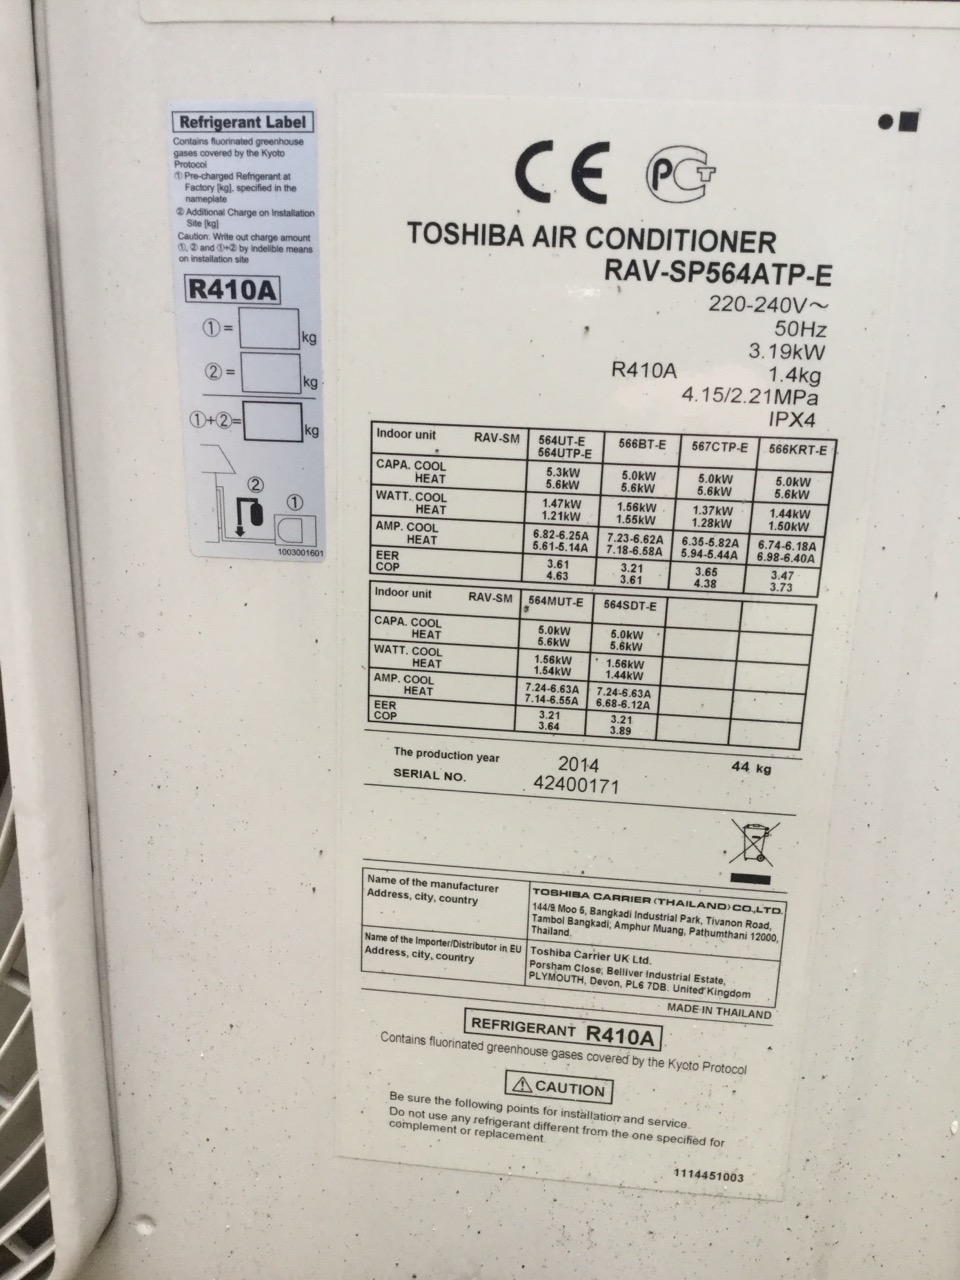 Refrigerant Label
Contains fluorinated greenhouse
gases covered by the Kyoto
Protocol
① Pre-charged Refrigerant at
Factory [kg], specified in the
nameplate
② Additional Charge on Installation
Site [kg]
Caution: Write out charge amount
①, ② and ①+② by indelible means
on installation site
R410A
①= kg
②= kg
①+②= kg
②
①
1003001601
CE PCT
TOSHIBA AIR CONDITIONER
RAV-SP564ATP-E
220-240V~
50Hz
3.19kW
R410A 1.4kg
4.15/2.21MPa
IPX4
Indoor unit RAV-SM 564UT-E 566BT-E 567CTP-E 566KRT-E
564UTP-E
CAPA. COOL 5.3kW 5.0kW 5.0kW 5.0kW
HEAT 5.6kW 5.6kW 5.6kW 5.6kW
WATT. COOL 1.47kW 1.56kW 1.37kW 1.44kW
HEAT 1.21kW 1.55kW 1.28kW 1.50kW
AMP. COOL 6.82-6.25A 7.23-6.62A 6.35-5.82A 6.74-6.18A
HEAT 5.61-5.14A 7.18-6.58A 5.94-5.44A 6.98-6.40A
EER 3.61 3.21 3.65 3.47
COP 4.63 3.61 4.38 3.73
Indoor unit RAV-SM 564MUT-E 564SDT-E
CAPA. COOL 5.0kW 5.0kW
HEAT 5.6kW 5.6kW
WATT. COOL 1.56kW 1.56kW
HEAT 1.54kW 1.44kW
AMP. COOL 7.24-6.63A 7.24-6.63A
HEAT 7.14-6.55A 6.68-6.12A
EER 3.21 3.21
COP 3.64 3.89
The production year 2014 44 kg
SERIAL NO. 42400171
Name of the manufacturer
Address, city, country
TOSHIBA CARRIER (THAILAND) CO.,LTD.
144/9 Moo 5, Bangkadi Industrial Park, Tivanon Road,
Tambol Bangkadi, Amphur Muang, Pathumthani 12000,
Thailand.
Name of the Importer/Distributor in EU
Address, city, country
Toshiba Carrier UK Ltd.
Porsham Close, Belliver Industrial Estate,
PLYMOUTH, Devon, PL6 7DB. United Kingdom
MADE IN THAILAND
REFRIGERANT R410A
Contains fluorinated greenhouse gases covered by the Kyoto Protocol
⚠ CAUTION
Be sure the following points for installation and service.
Do not use any refrigerant different from the one specified for
complement or replacement.
1114451003